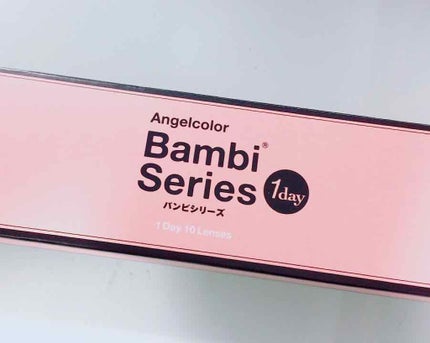 Angelcolor
Bambi®
Series 1day
バンビシリーズ
1 Day 10 Lenses